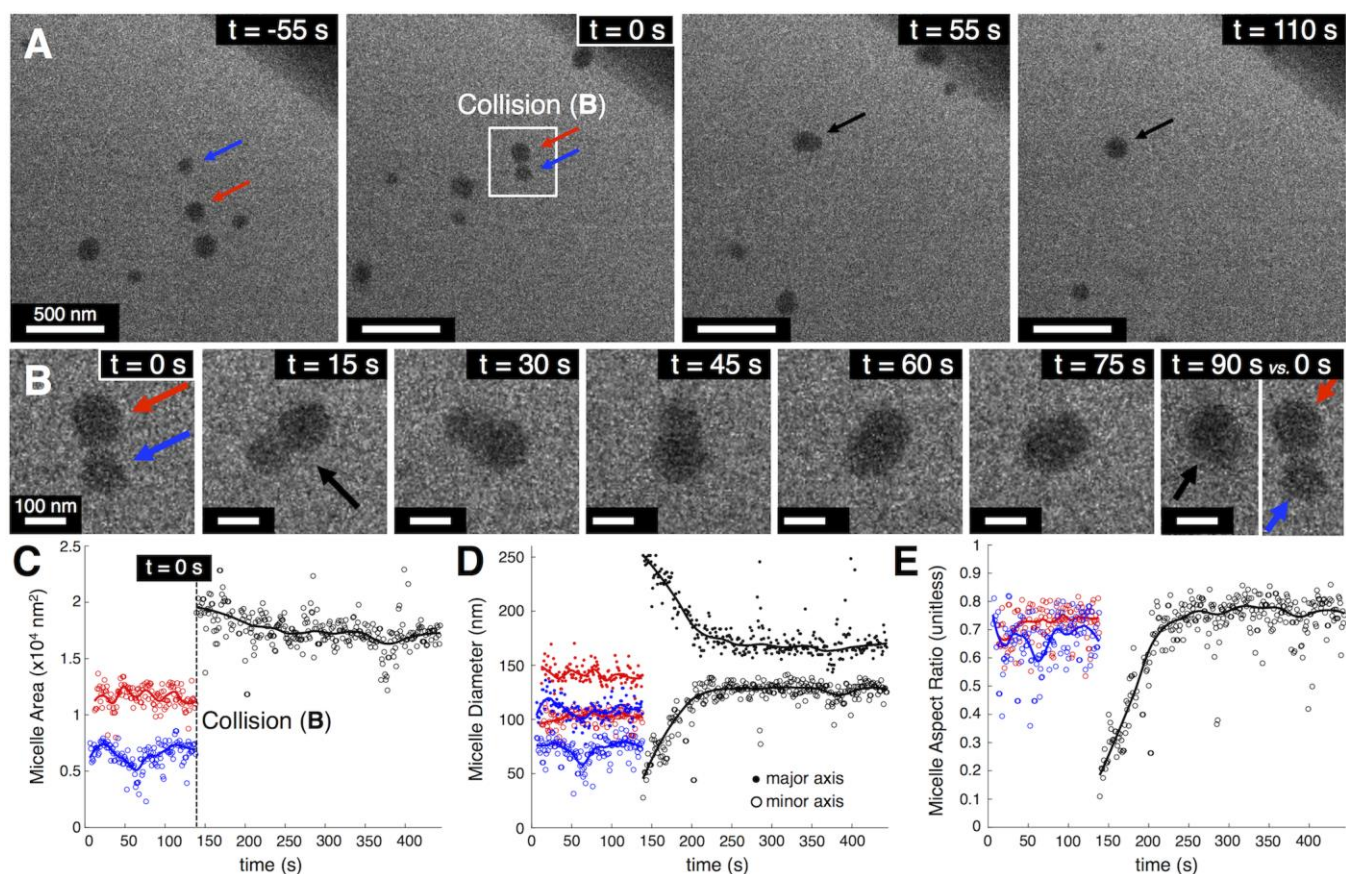 A
t = -55 s
t = 0 s
t = 55 s
t = 110 s
Collision (B)
500 nm
B
t = 0 s
t = 15 s
t = 30 s
t = 45 s
t = 60 s
t = 75 s
t = 90 s vs. 0 s
100 nm
C
Micelle Area (x10⁴ nm²)
2.5
2
1.5
1
0.5
0
t = 0 s
Collision (B)
0 50 100 150 200 250 300 350 400
time (s)
D
Micelle Diameter (nm)
250
200
150
100
50
0
major axis
minor axis
0 50 100 150 200 250 300 350 400
time (s)
E
Micelle Aspect Ratio (unitless)
1
0.9
0.8
0.7
0.6
0.5
0.4
0.3
0.2
0.1
0 50 100 150 200 250 300 350 400
time (s)